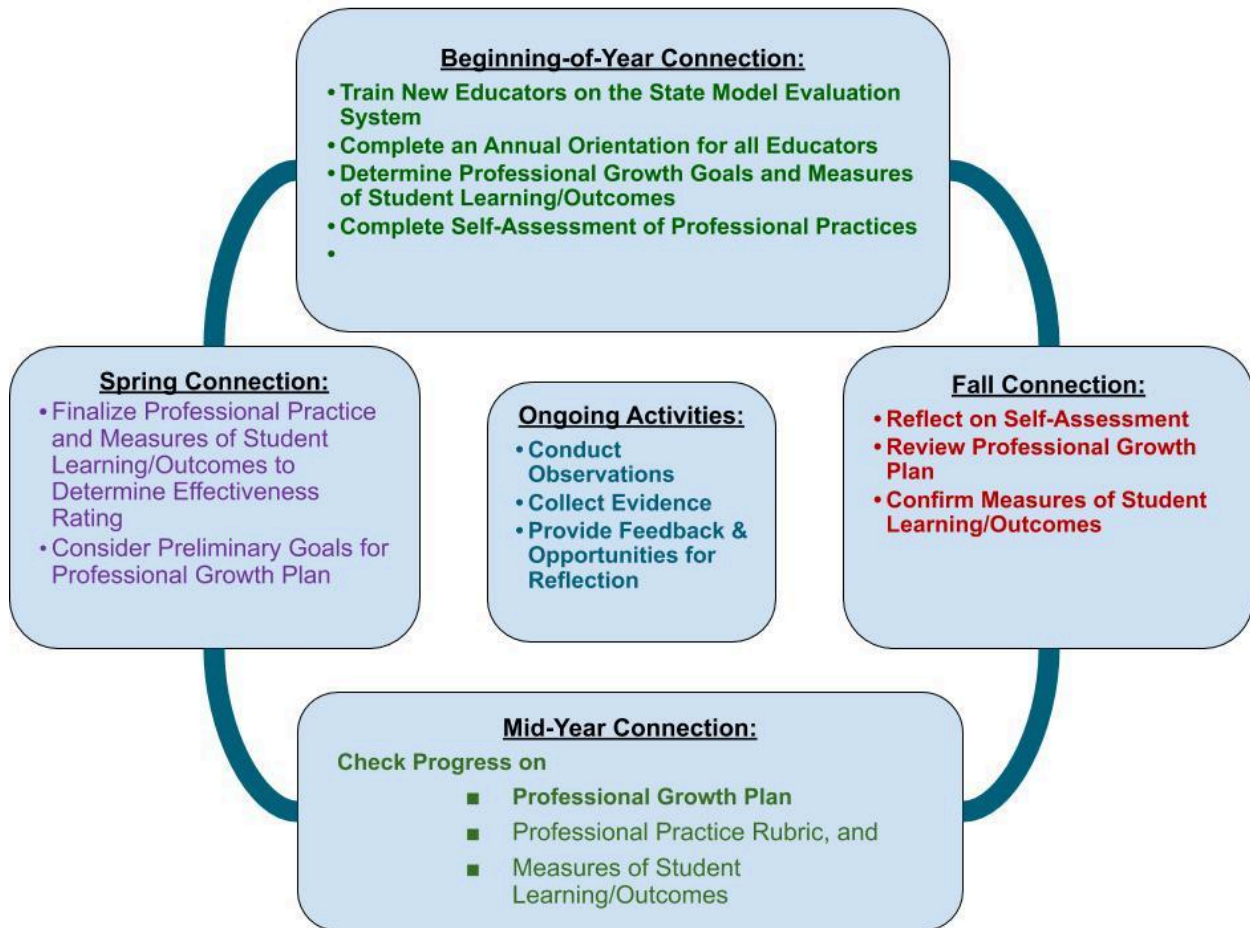 Beginning-of-Year Connection:
• Train New Educators on the State Model Evaluation
System
• Complete an Annual Orientation for all Educators
• Determine Professional Growth Goals and Measures
of Student Learning/Outcomes
• Complete Self-Assessment of Professional Practices
•
Spring Connection:
• Finalize Professional Practice
and Measures of Student
Learning/Outcomes to
Determine Effectiveness
Rating
• Consider Preliminary Goals for
Professional Growth Plan
Ongoing Activities:
• Conduct
Observations
• Collect Evidence
• Provide Feedback &
Opportunities for
Reflection
Fall Connection:
• Reflect on Self-Assessment
• Review Professional Growth
Plan
• Confirm Measures of Student
Learning/Outcomes
Mid-Year Connection:
Check Progress on
■ Professional Growth Plan
■ Professional Practice Rubric, and
■ Measures of Student
Learning/Outcomes